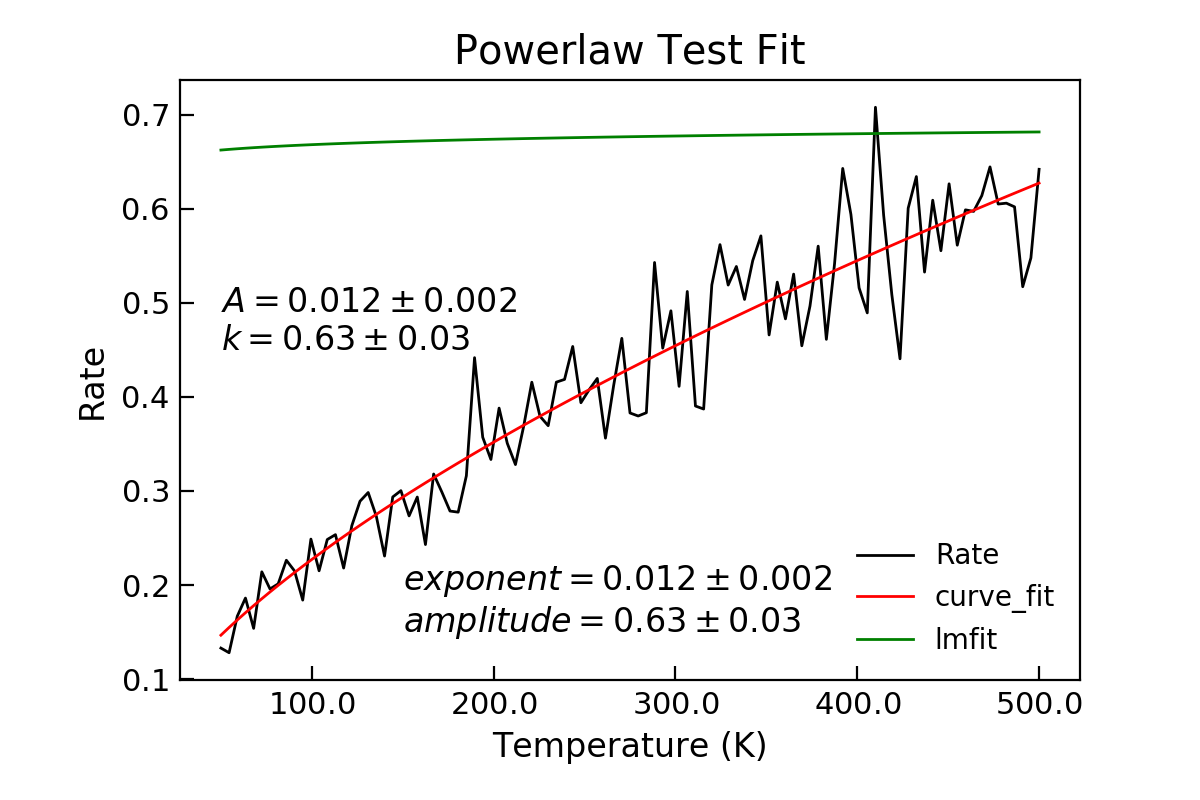 Powerlaw Test Fit
0.7
0.6
0.5
0.4
0.3
0.2
0.1
Rate
A = 0.012 ± 0.002
k = 0.63 ± 0.03
exponent = 0.012 ± 0.002
amplitude = 0.63 ± 0.03
Rate
curve_fit
lmfit
100.0 200.0 300.0 400.0 500.0
Temperature (K)